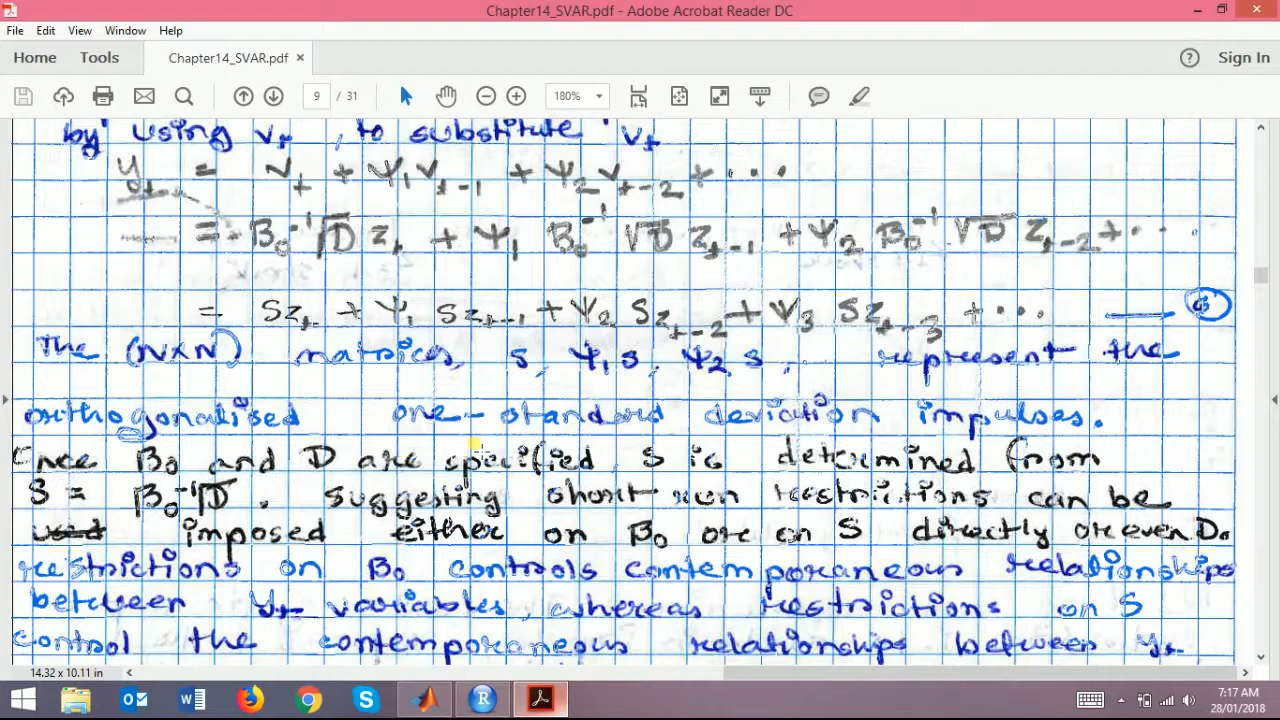 Chapter14_SVAR.pdf - Adobe Acrobat Reader DC
File Edit View Window Help
Home Tools Chapter14_SVAR.pdf × Sign In
9 / 31 180%
by using v_t, to substitute v_t
y_t = v_t + Ψ_1 v_{t-1} + Ψ_2 v_{t-2} + ...
= B_0^{-1} √D z_t + Ψ_1 B_0^{-1} √D z_{t-1} + Ψ_2 B_0^{-1} √D z_{t-2} + ...
= S z_t + Ψ_1 S z_{t-1} + Ψ_2 S z_{t-2} + Ψ_3 S z_{t-3} + ...
The (N×N) matrices, S, Ψ_1 S, Ψ_2 S, represent the
orthogonalised one-standard deviation impulses.
Once B_0 and D are specified, S is determined from
S = B_0^{-1} √D. Suggesting short run restrictions can be
imposed either on B_0 or on S directly or even D.
restrictions on B_0 controls contemporaneous relationships
between y_t variables, whereas restrictions on S
control the contemporaneous relationships between y_t
14.32 x 10.11 in
7:17 AM
28/01/2018